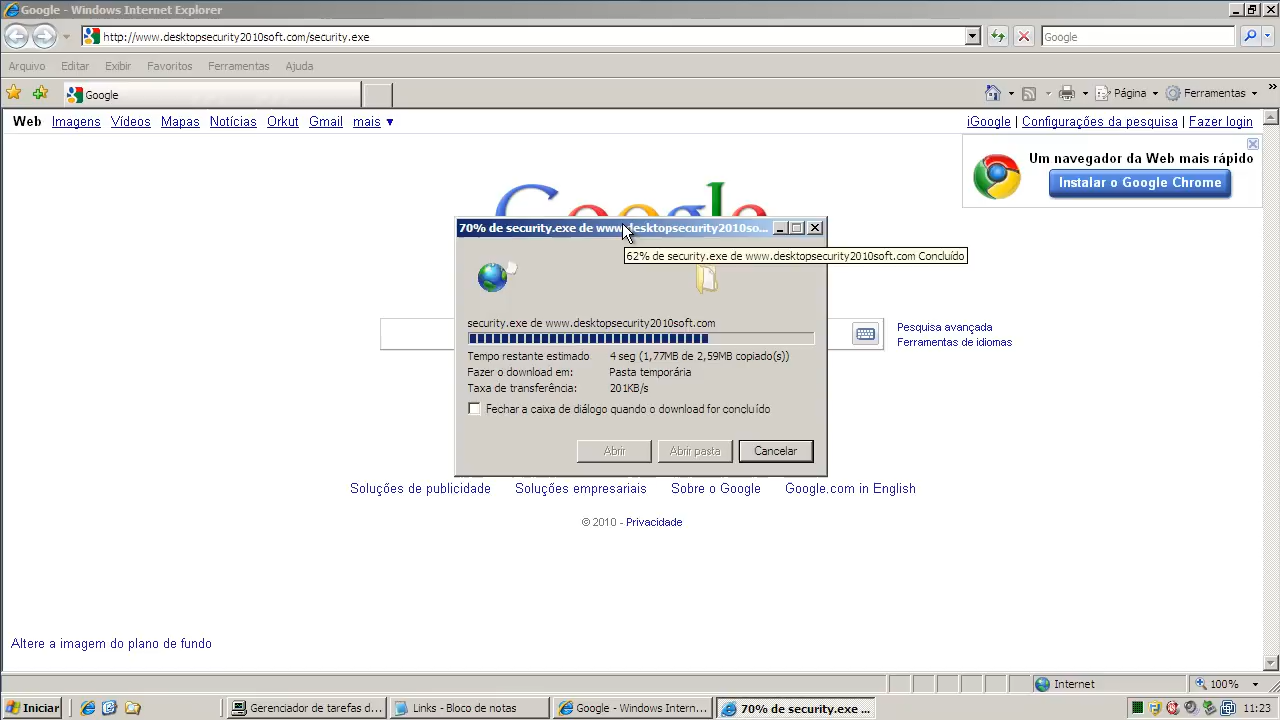 Google - Windows Internet Explorer
http://www.desktopsecurity2010soft.com/security.exe
Google
Arquivo Editar Exibir Favoritos Ferramentas Ajuda
Google
Página Ferramentas »
Web Imagens Vídeos Mapas Notícias Orkut Gmail mais ▼
iGoogle | Configurações da pesquisa | Fazer login
Um navegador da Web mais rápido
Instalar o Google Chrome
Google
70% de security.exe de www.desktopsecurity2010so...
62% de security.exe de www.desktopsecurity2010soft.com Concluído
security.exe de www.desktopsecurity2010soft.com
Tempo restante estimado 4 seg (1,77MB de 2,59MB copiado(s))
Fazer o download em: Pasta temporária
Taxa de transferência: 201KB/s
Fechar a caixa de diálogo quando o download for concluído
Abrir Abrir pasta Cancelar
Pesquisa avançada
Ferramentas de idiomas
Soluções de publicidade Soluções empresariais Sobre o Google Google.com in English
© 2010 - Privacidade
Altere a imagem do plano de fundo
Internet 100%
Iniciar Gerenciador de tarefas d... Links - Bloco de notas Google - Windows Intern... 70% de security.exe ... 11:23